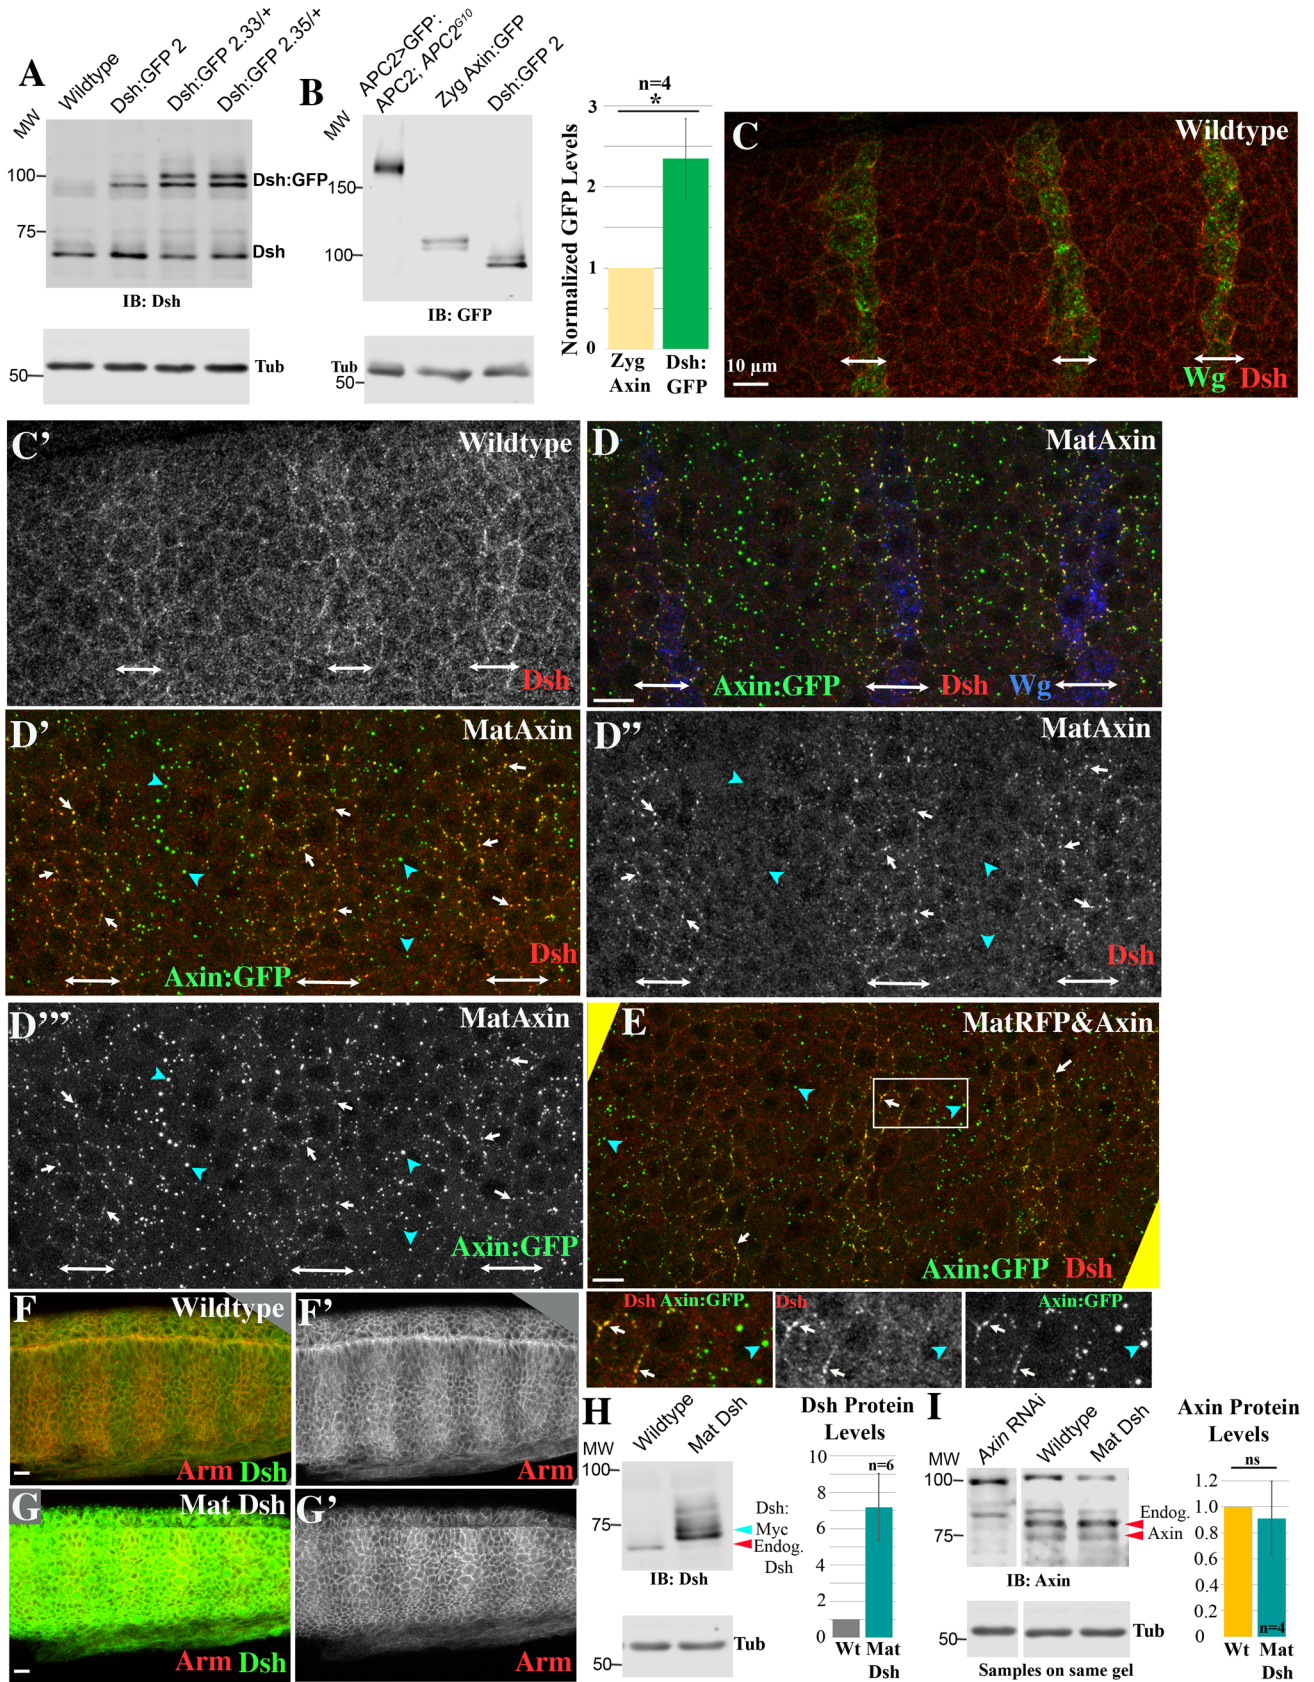 A
MW
Wildtype
Dsh:GFP 2
Dsh:GFP 2.33/+
Dsh:GFP 2.35/+
100
75
Dsh:GFP
Dsh
IB: Dsh
50
Tub
B
MW
APC2>GFP:
APC2; APC2G10
Zyg Axin:GFP
Dsh:GFP 2
150
100
IB: GFP
Tub
50
n=4
*
Normalized GFP Levels
3
2
1
0
Zyg
Axin
Dsh:
GFP
C
Wildtype
10 µm
Wg Dsh
C’
Wildtype
Dsh
D
MatAxin
Axin:GFP Dsh Wg
D’
MatAxin
Axin:GFP
Dsh
D’’
MatAxin
Dsh
D’’’
MatAxin
Axin:GFP
E
MatRFP&Axin
Axin:GFP Dsh
Dsh Axin:GFP
Dsh
Axin:GFP
F
Wildtype
Arm Dsh
F’
Arm
G
Mat Dsh
Arm Dsh
G’
Arm
H
MW
Wildtype
Mat Dsh
100
75
50
Dsh:
Myc
Endog.
Dsh
IB: Dsh
Tub
Dsh Protein
Levels
n=6
10
9
8
7
6
5
4
3
2
1
0
Wt
Mat
Dsh
I
MW
Axin RNAi
Wildtype
Mat Dsh
100
75
Endog.
Axin
IB: Axin
50
Tub
Samples on same gel
Axin Protein
Levels
ns
1.2
1.0
0.8
0.6
0.4
0.2
0
n=4
Wt
Mat
Dsh